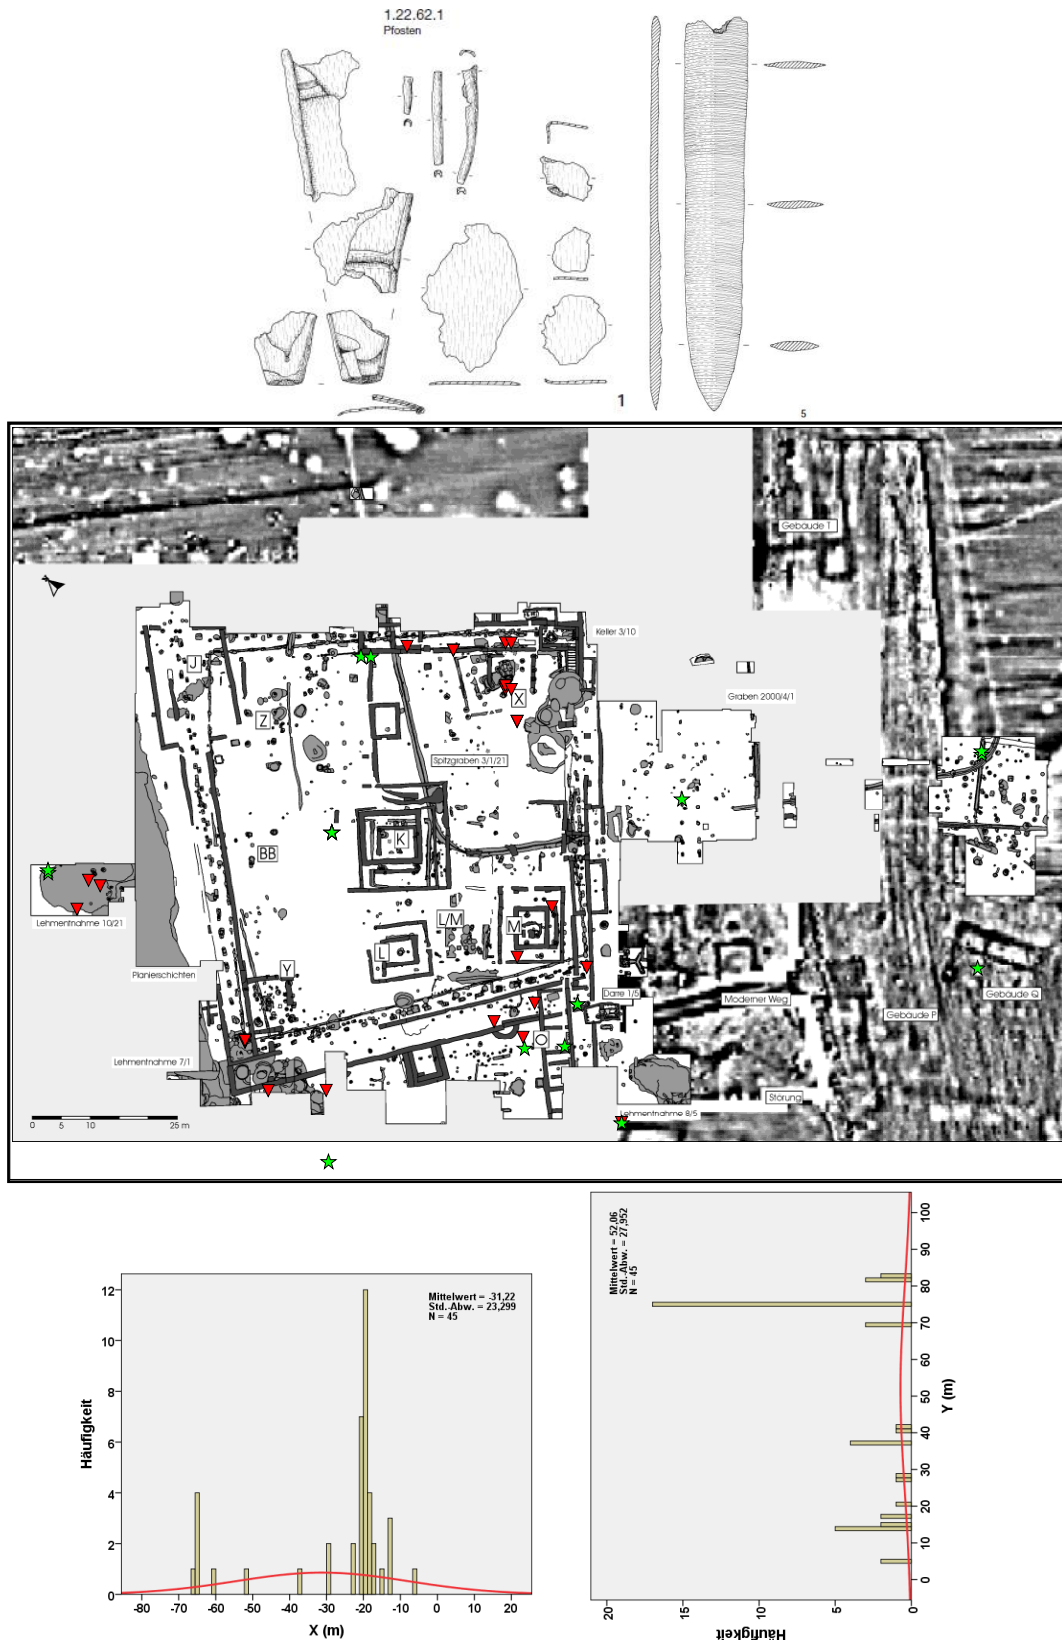 1.22.62.1
Pfosten
1
5
Gebäude T
Keller 3/10
J
Z
X
Graben 2000/4/1
Spitzgraben 3/1/21
K
BB
L/M
M
Lehmentnahme 10/21
L
Y
Planierschichten
Darre 1/5
Moderner Weg
Gebäude Q
Gebäude P
O
Lehmentnahme 7/1
Störung
Lehmentnahme 8/5
0 5 10 25 m
Mittelwert = -31,22
Std.-Abw. = 23,299
N = 45
Häufigkeit
12
10
8
6
4
2
0
-80 -70 -60 -50 -40 -30 -20 -10 0 10 20
X (m)
Mittelwert = 52,06
Std.-Abw. = 27,952
N = 45
100
90
80
70
60
50
40
30
20
10
0
Y (m)
20 15 10 5 0
Häufigkeit